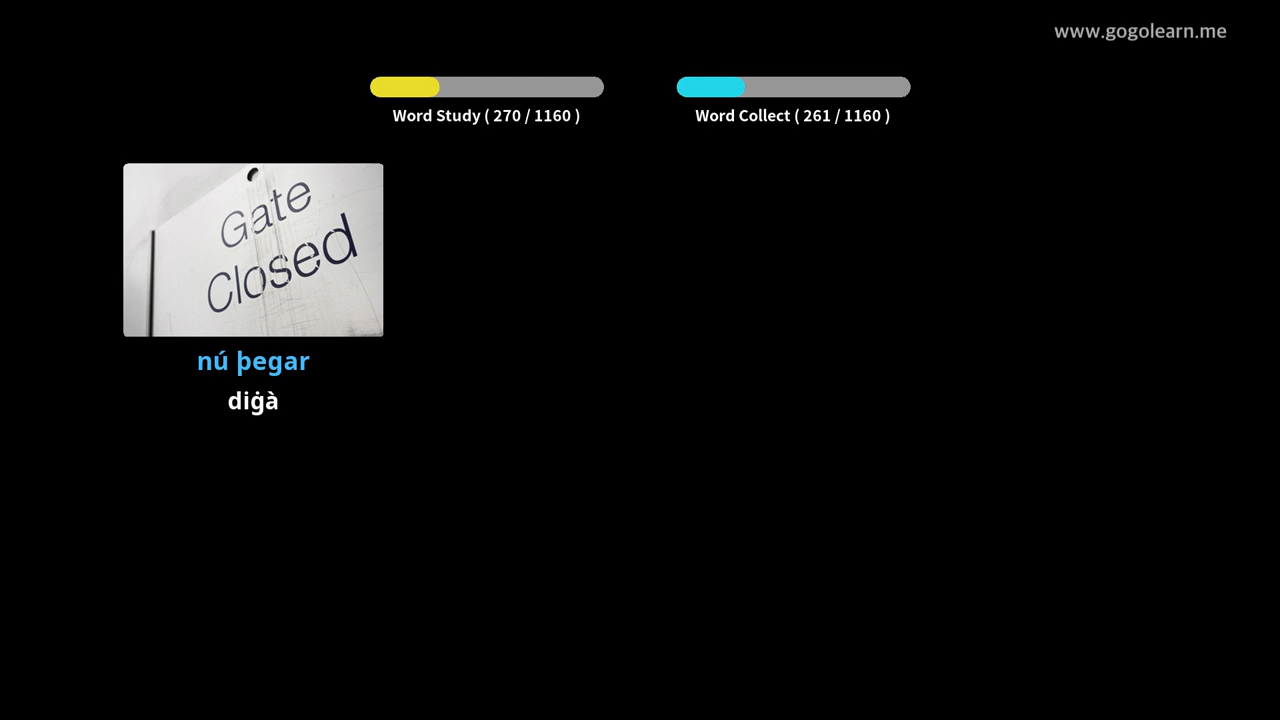 www.gogolearn.me
Word Study ( 270 / 1160 )
Word Collect ( 261 / 1160 )
Gate
Closed
nú þegar
diġà